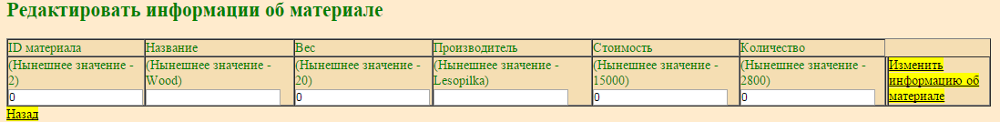 Редактировать информации об материале
ID материала Название Вес Производитель Стоимость Количество
(Нынешнее значение - (Нынешнее значение - (Нынешнее значение - (Нынешнее значение - (Нынешнее значение - (Нынешнее значение - Изменить
2) Wood) 20) Lesopilka) 15000) 2800) информацию об
0 0 0 0 материале
Назад